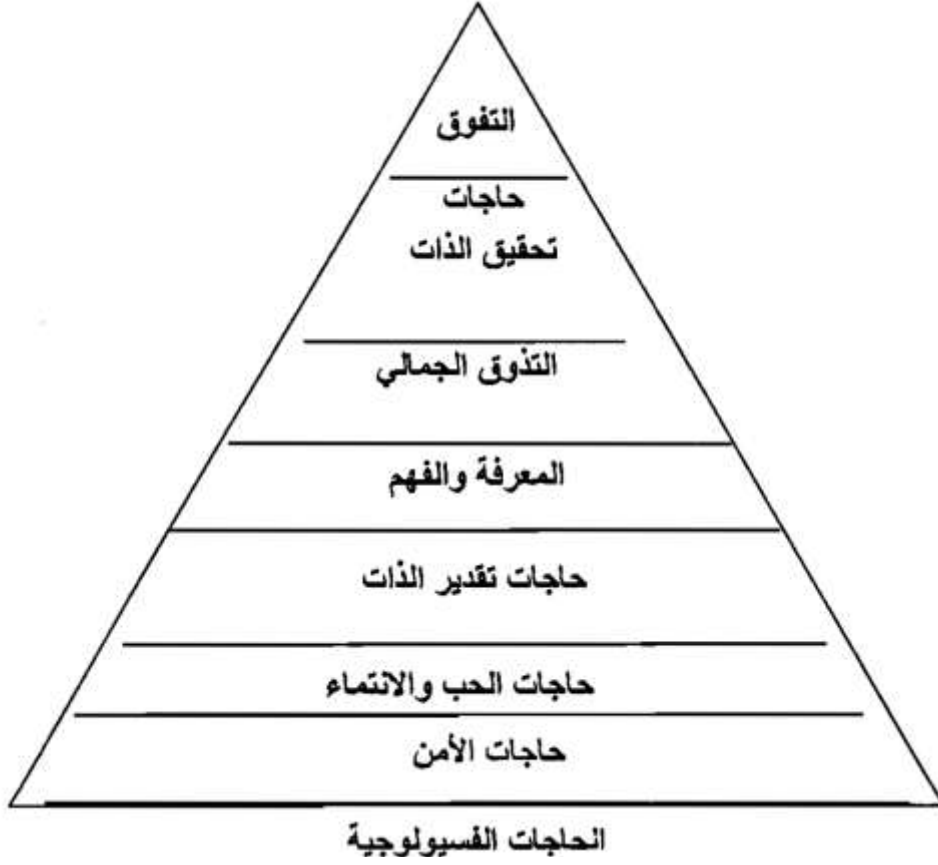 التفوق
حاجات
تحقيق الذات
التذوق الجمالي
المعرفة والفهم
حاجات تقدير الذات
حاجات الحب والانتماء
حاجات الأمن
الحاجات الفسيولوجية